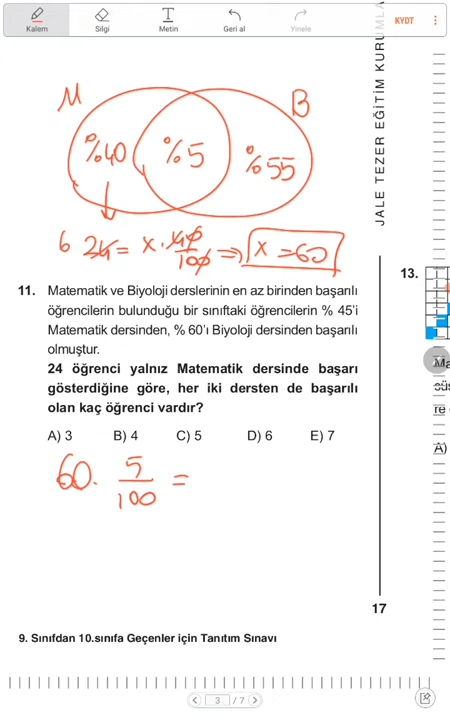 Kalem
Silgi
Metin
Geri al
Yinele
KYDT
JALE TEZER EĞİTİM KURUMLA
M
B
%40
%5
%55
6 24 = x . 40/100 => x = 60
13.
11. Matematik ve Biyoloji derslerinin en az birinden başarılı
öğrencilerin bulunduğu bir sınıftaki öğrencilerin % 45'i
Matematik dersinden, % 60'ı Biyoloji dersinden başarılı
olmuştur.
24 öğrenci yalnız Matematik dersinde başarı
gösterdiğine göre, her iki dersten de başarılı
olan kaç öğrenci vardır?
A) 3 B) 4 C) 5 D) 6 E) 7
60. 5/100 =
Ma
re
A)
17
9. Sınıfdan 10.sınıfa Geçenler için Tanıtım Sınavı
3 / 7